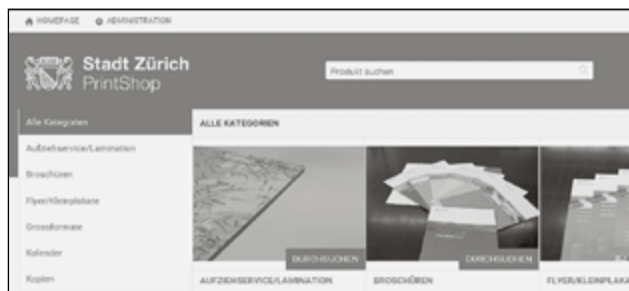 HOMEPAGE ADMINISTRATION
Stadt Zürich
PrintShop
Produkt suchen
Alle Kategorien
ALLE KATEGORIEN
Aufziehservice/Lamination
Broschüren
Flyer/Kleinplakate
Grossformate
Kalender
Kopien
DURCHSUCHEN
DURCHSUCHEN
AUFZIEHSERVICE/LAMINATION
BROSCHÜREN
FLYER/KLEINPLAKA